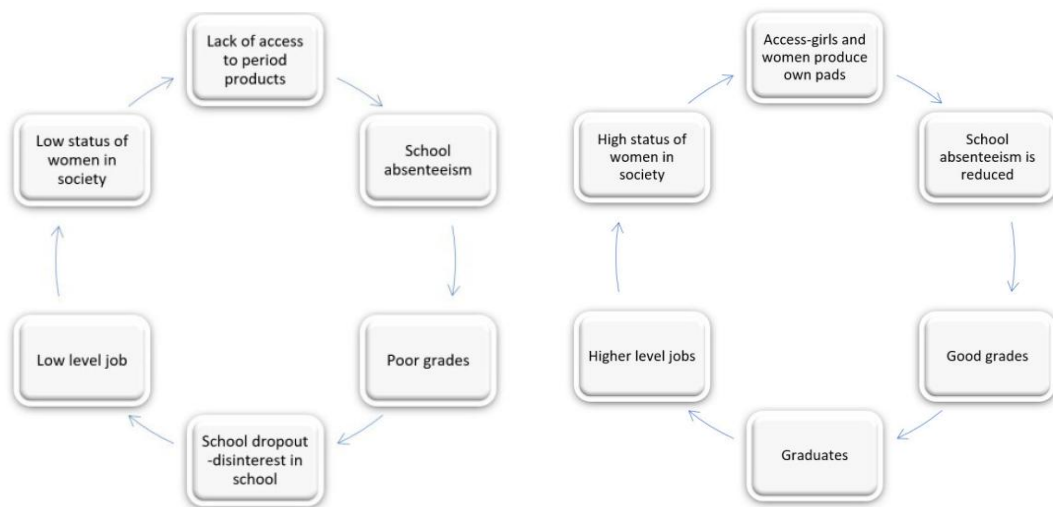 Lack of access
to period
products
School
absenteeism
Poor grades
School dropout
-disinterest in
school
Low level job
Low status of
women in
society
Access-girls and
women produce
own pads
School
absenteeism is
reduced
Good grades
Graduates
Higher level jobs
High status of
women in
society